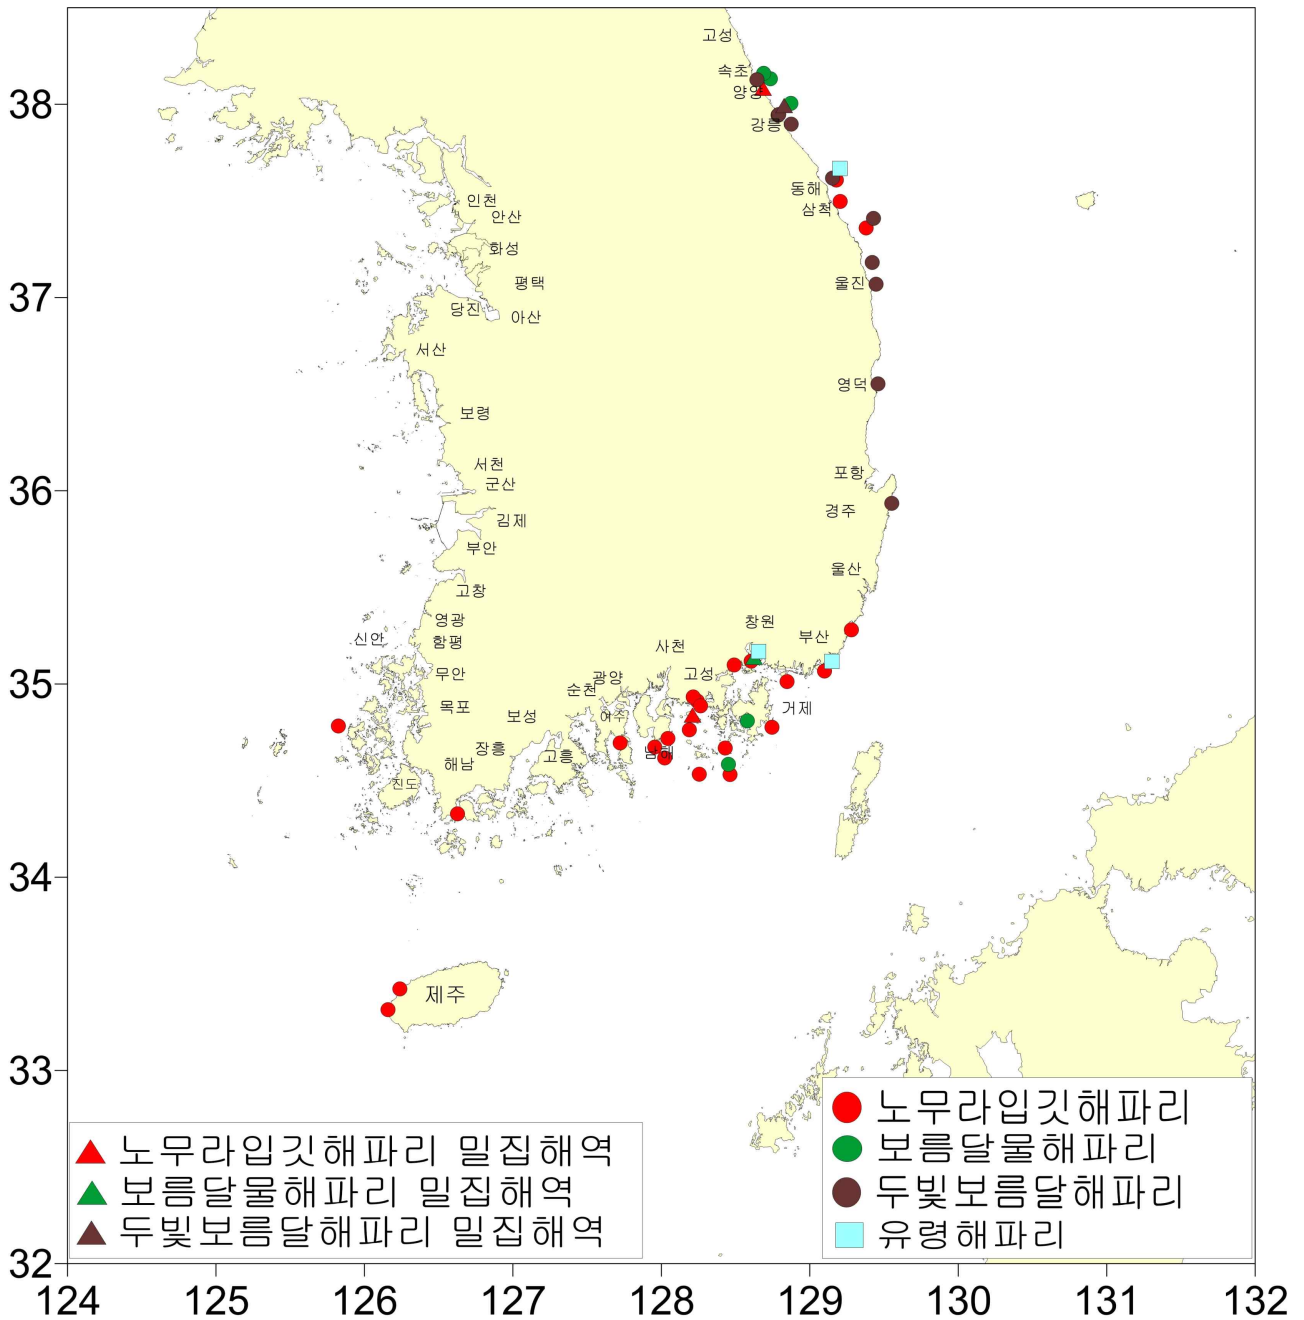 고성
속초
38
양양
강릉
동해
삼척
인천
안산
화성
평택
울진
37
당진
아산
서산
영덕
보령
서천
포항
36
군산
경주
김제
부안
울산
고창
영광
창원
신안
함평
사천
부산
35
무안
광양
고성
순천
목포
보성
여수
거제
장흥
고흥
남해
해남
진도
34
제주
33
노무라입깃해파리
보름달물해파리
두빛보름달해파리
유령해파리
노무라입깃해파리 밀집해역
보름달물해파리 밀집해역
두빛보름달해파리 밀집해역
32
124 125 126 127 128 129 130 131 132